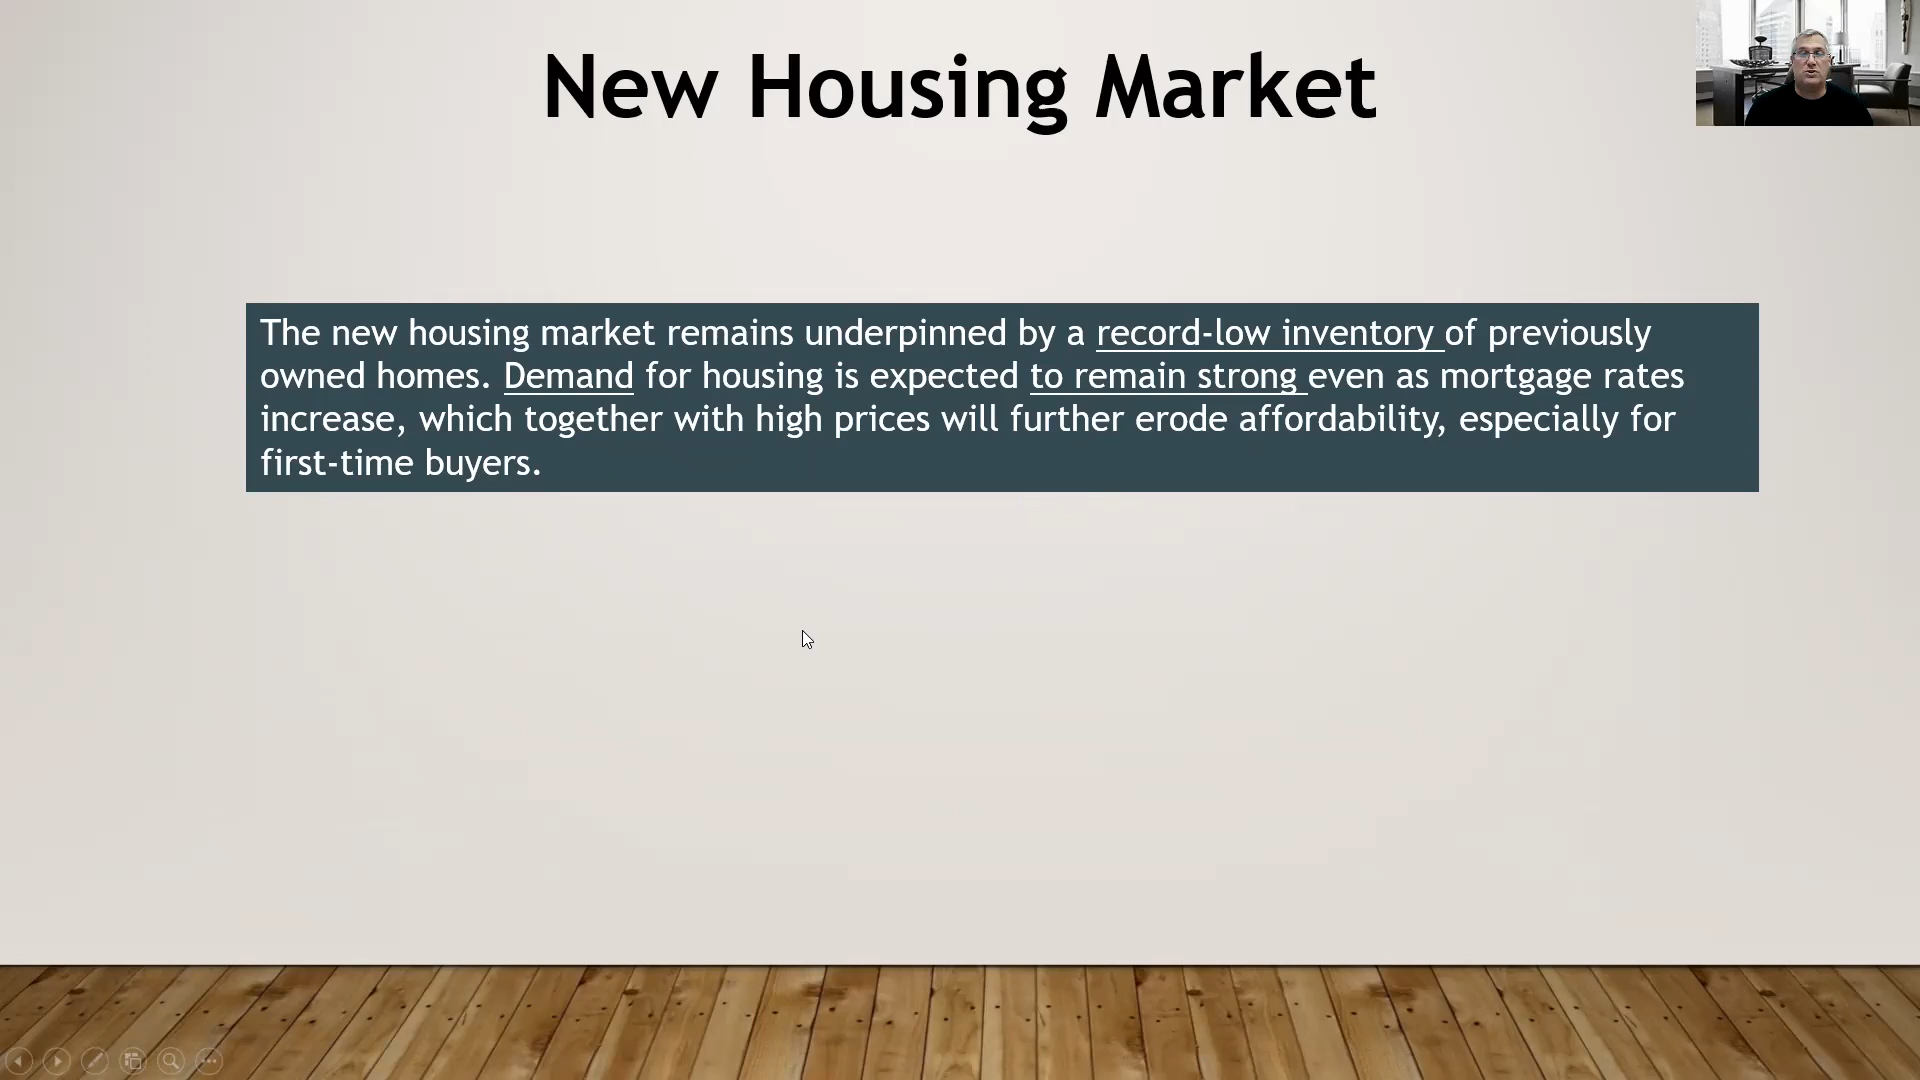 New Housing Market
The new housing market remains underpinned by a record-low inventory of previously
owned homes. Demand for housing is expected to remain strong even as mortgage rates
increase, which together with high prices will further erode affordability, especially for
first-time buyers.